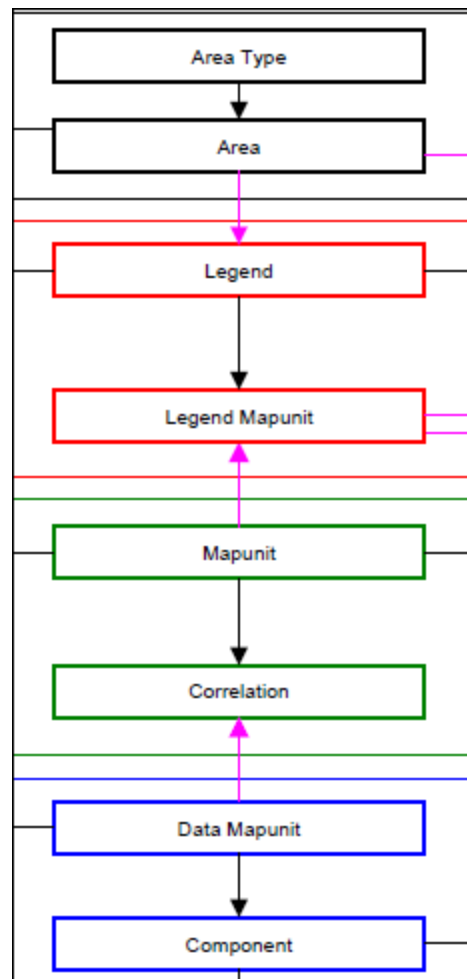 Area Type
Area
Legend
Legend Mapunit
Mapunit
Correlation
Data Mapunit
Component